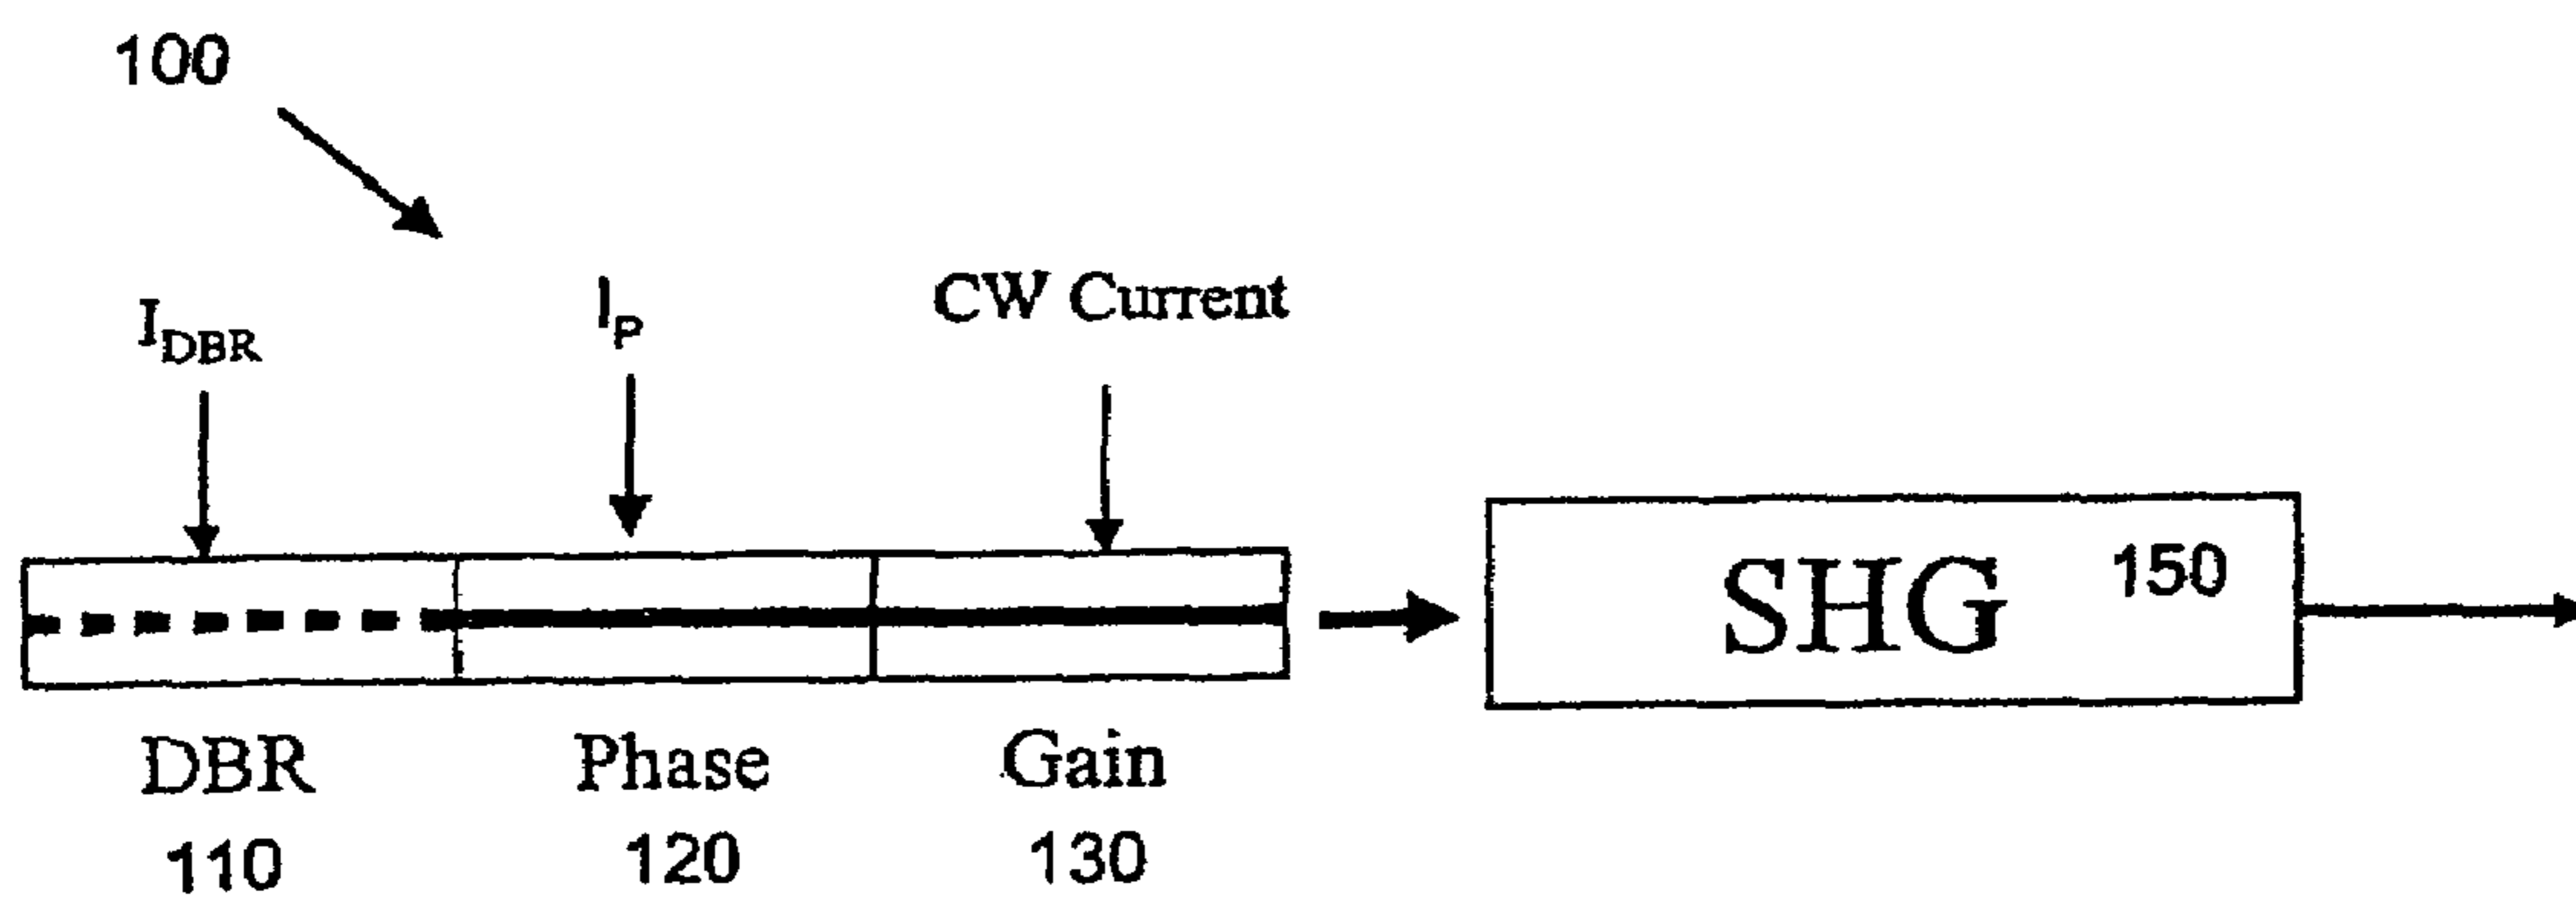 100
I_DBR
I_P
CW Current
SHG 150
DBR
Phase
Gain
110
120
130